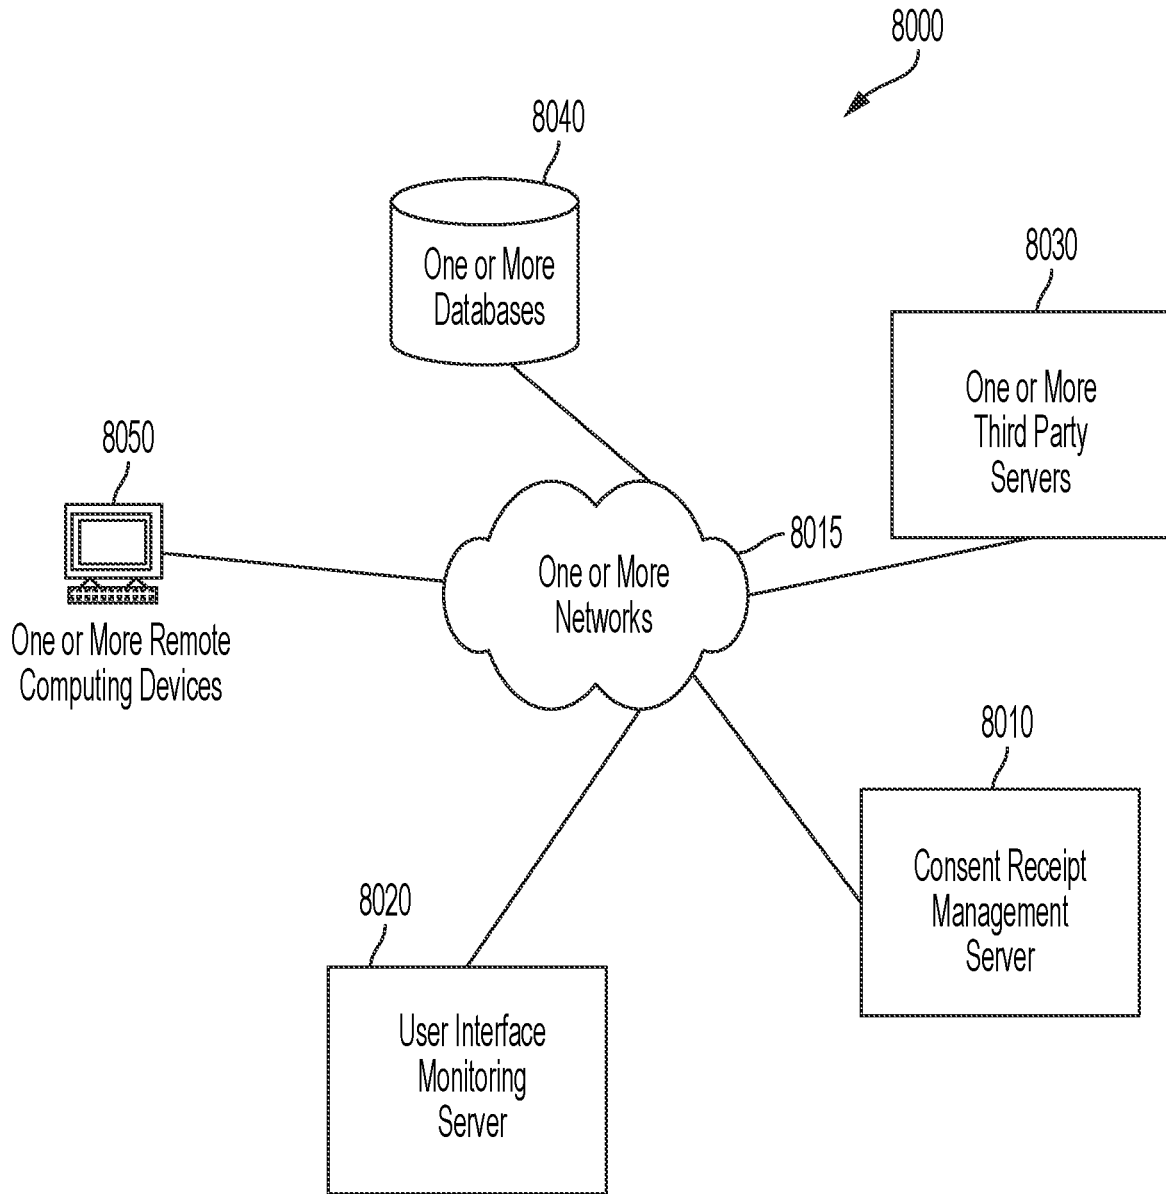 8000
8040
One or More
Databases
8030
One or More
Third Party
Servers
8050
One or More Remote
Computing Devices
8015
One or More
Networks
8010
Consent Receipt
Management
Server
8020
User Interface
Monitoring
Server